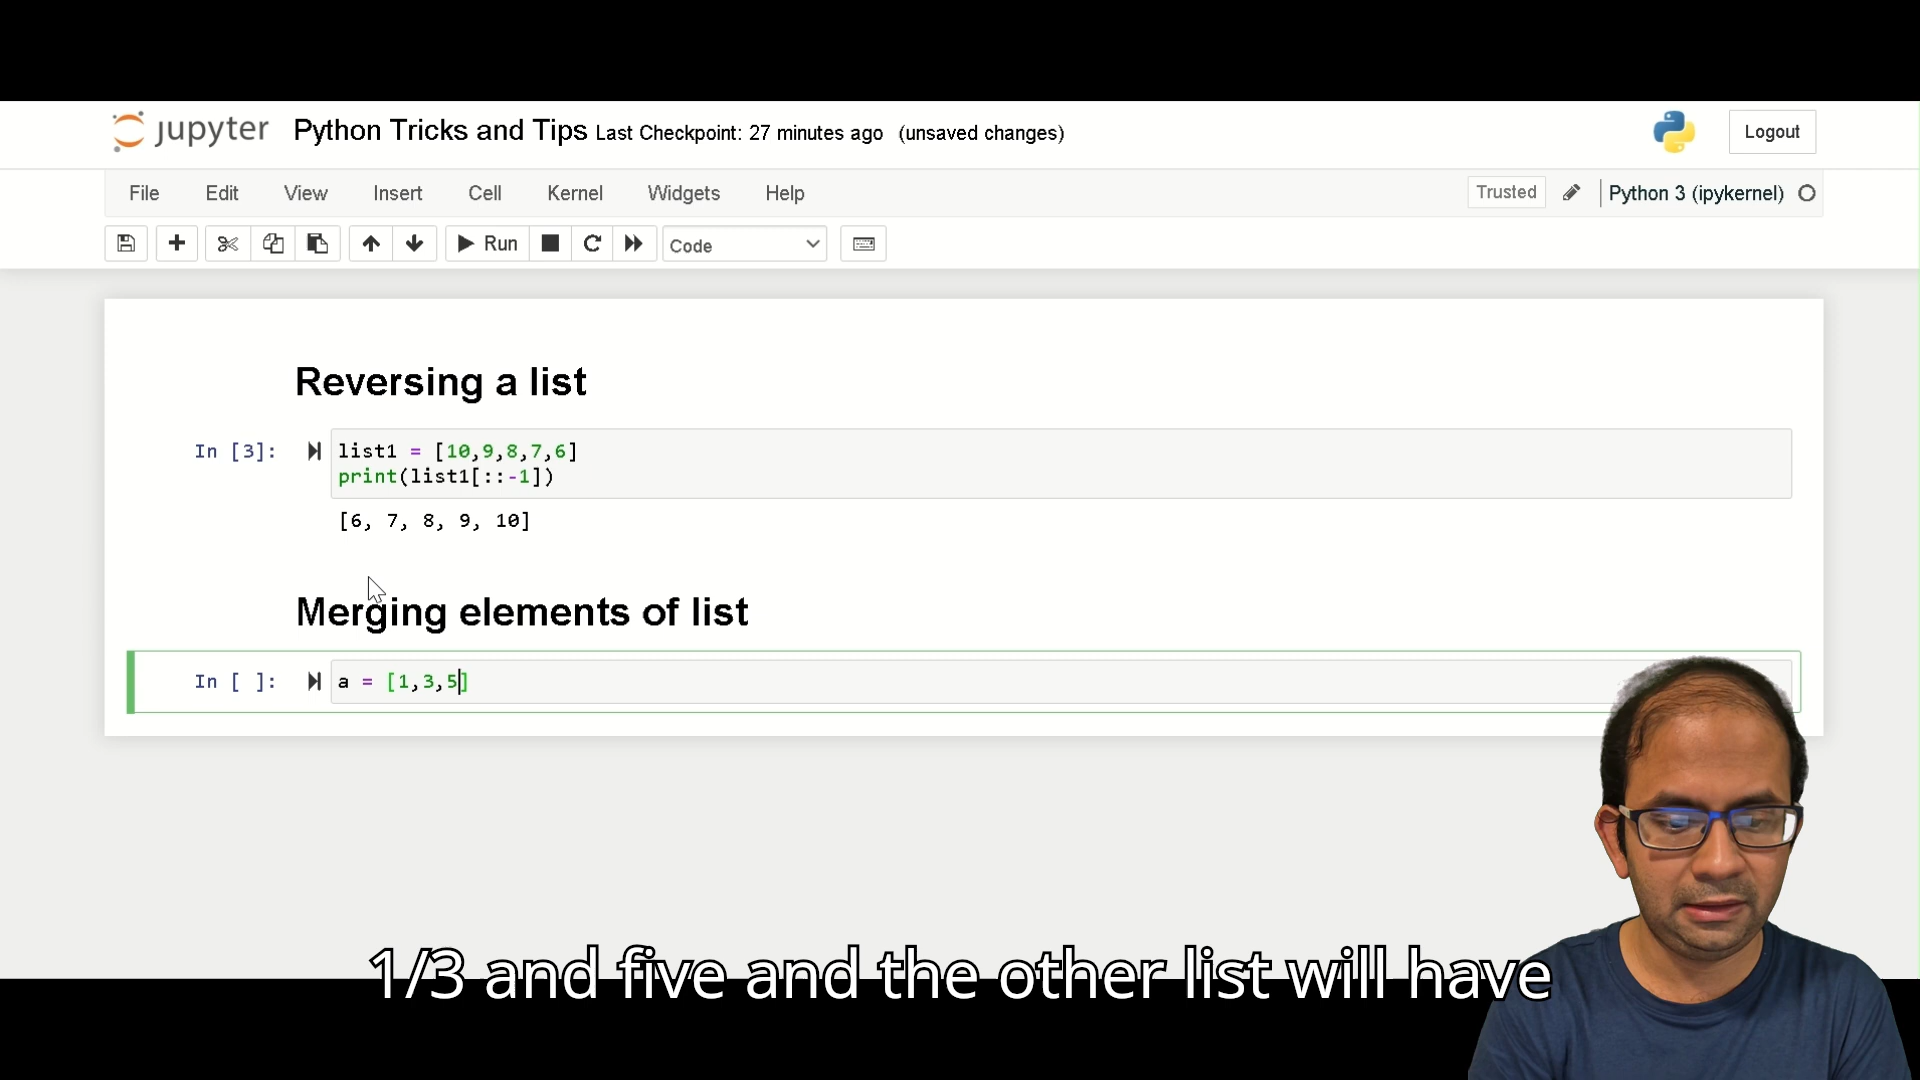 jupyter Python Tricks and Tips Last Checkpoint: 27 minutes ago (unsaved changes) Logout
File Edit View Insert Cell Kernel Widgets Help Trusted Python 3 (ipykernel)
Run Code
Reversing a list
In [3]: list1 = [10,9,8,7,6]
print(list1[::-1])
[6, 7, 8, 9, 10]
Merging elements of list
In [ ]: a = [1,3,5]
1/3 and five and the other list will have